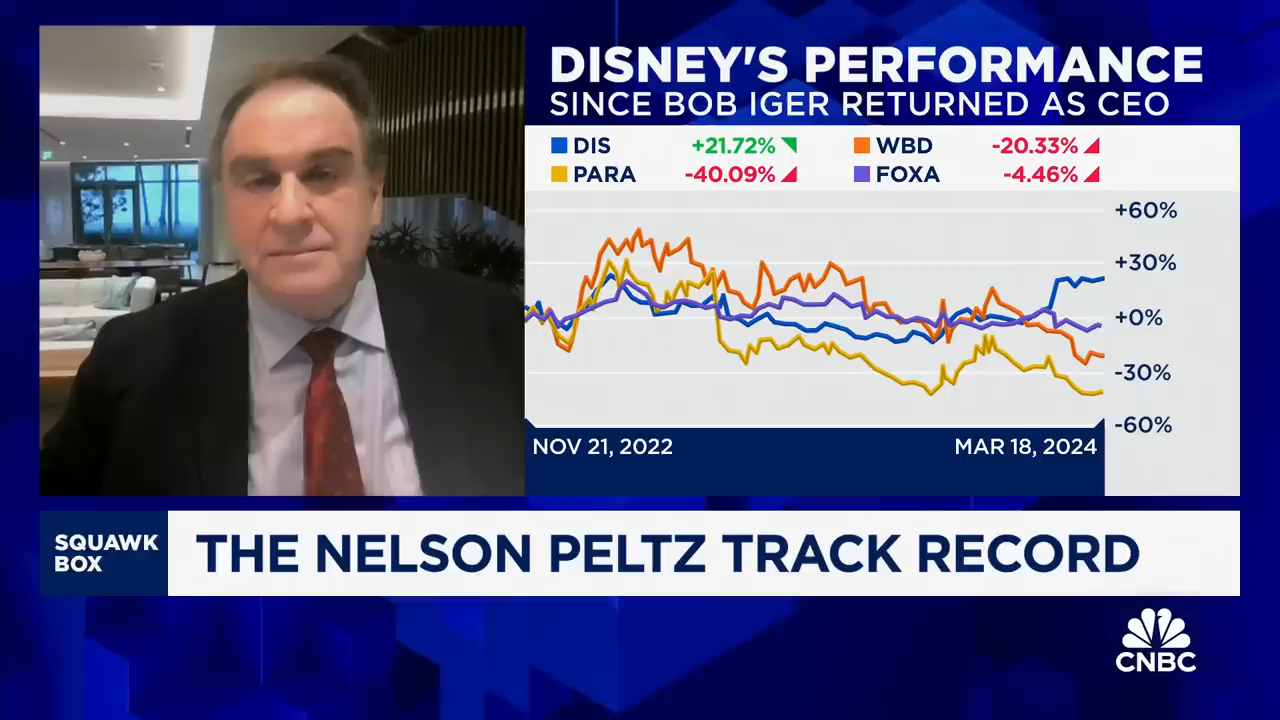 DISNEY'S PERFORMANCE
SINCE BOB IGER RETURNED AS CEO
DIS +21.72% WBD -20.33%
PARA -40.09% FOXA -4.46%
+60%
+30%
+0%
-30%
-60%
NOV 21, 2022 MAR 18, 2024
SQUAWK
BOX
THE NELSON PELTZ TRACK RECORD
CNBC